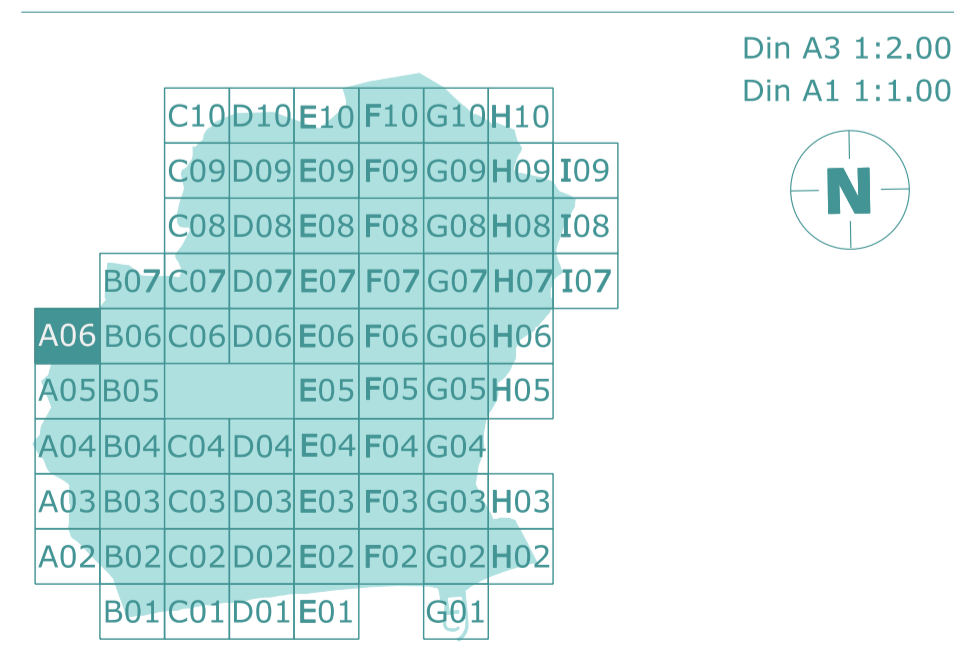 Din A3 1:2.00
Din A1 1:1.00
N
C10 D10 E10 F10 G10 H10
C09 D09 E09 F09 G09 H09 I09
C08 D08 E08 F08 G08 H08 I08
B07 C07 D07 E07 F07 G07 H07 I07
A06 B06 C06 D06 E06 F06 G06 H06
A05 B05 E05 F05 G05 H05
A04 B04 C04 D04 E04 F04 G04
A03 B03 C03 D03 E03 F03 G03 H03
A02 B02 C02 D02 E02 F02 G02 H02
B01 C01 D01 E01 G01